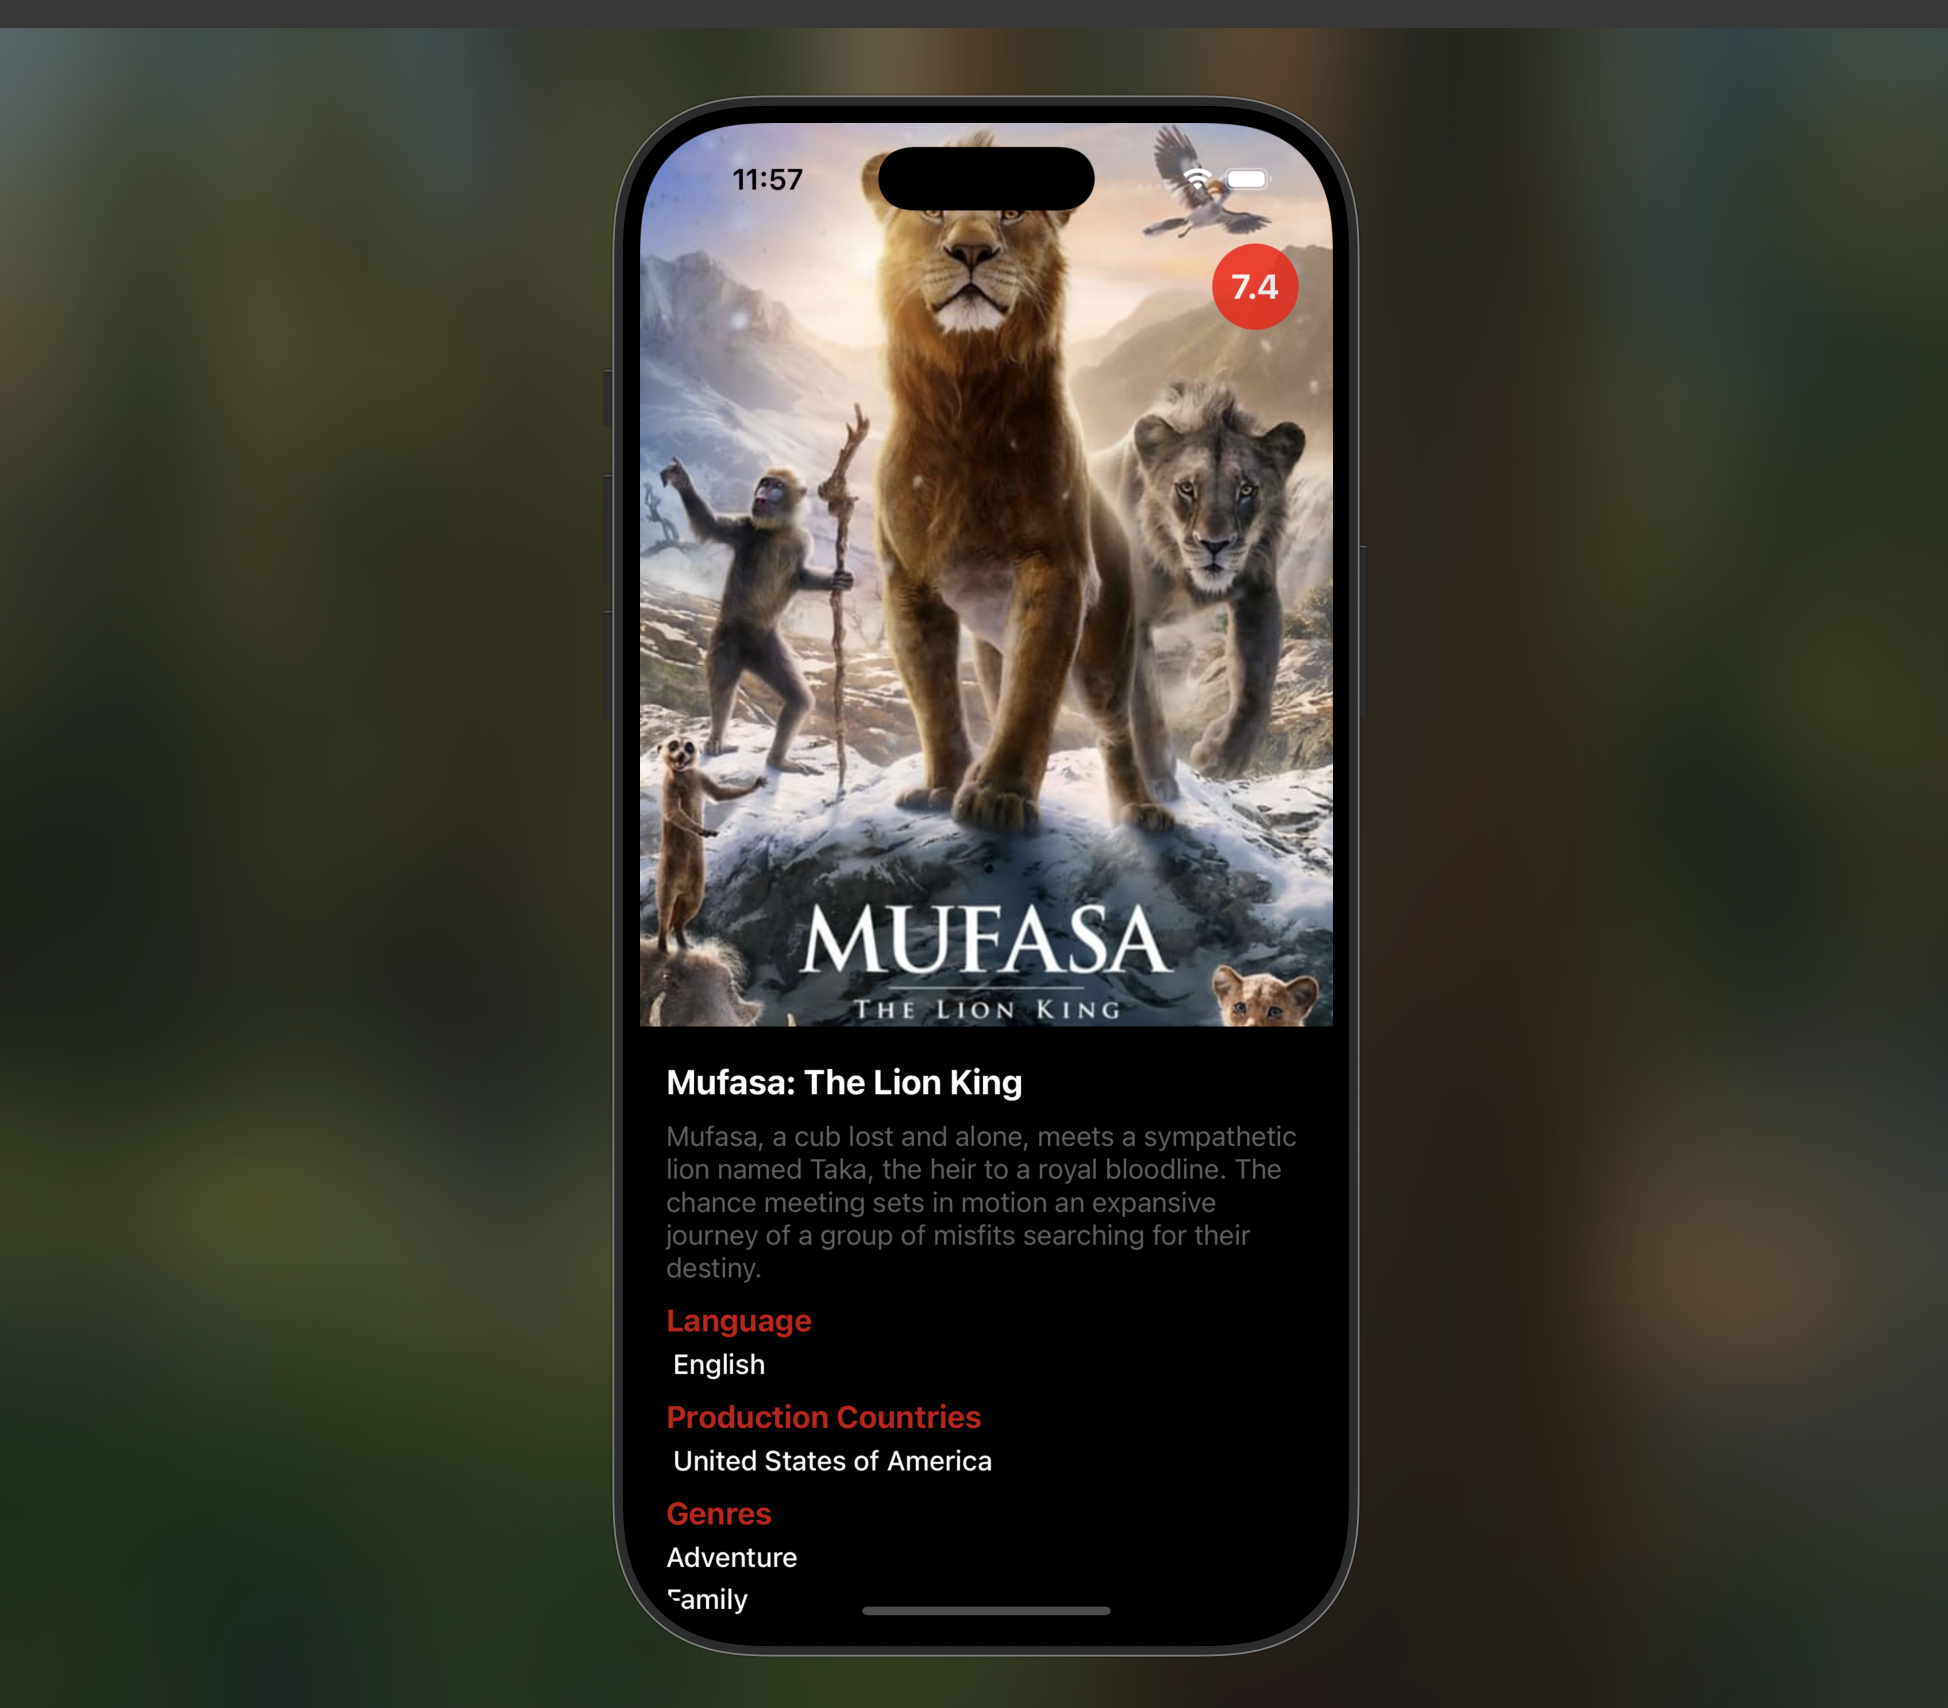 11:57
7.4
MUFASA
THE LION KING
Mufasa: The Lion King
Mufasa, a cub lost and alone, meets a sympathetic
lion named Taka, the heir to a royal bloodline. The
chance meeting sets in motion an expansive
journey of a group of misfits searching for their
destiny.
Language
English
Production Countries
United States of America
Genres
Adventure
Family